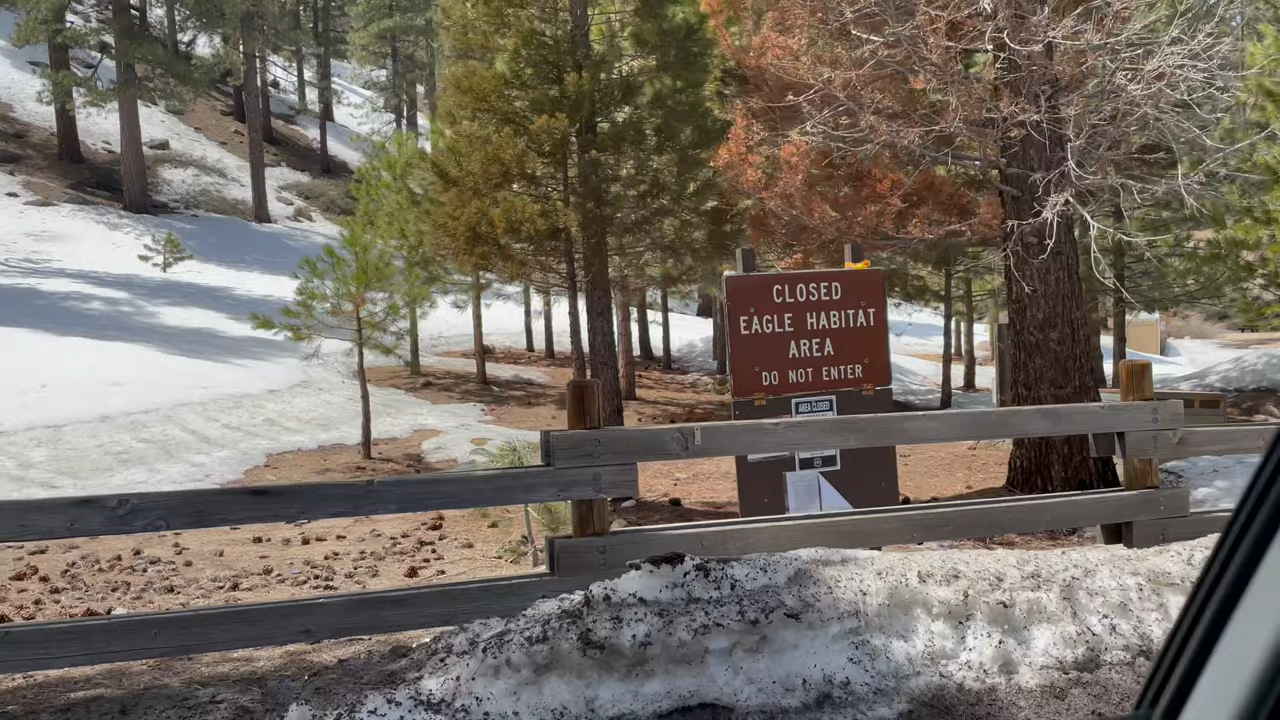 CLOSED
EAGLE HABITAT
AREA
DO NOT ENTER
AREA CLOSED